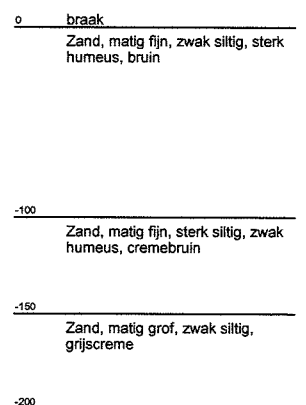 0 braak
Zand, matig fijn, zwak siltig, sterk
humeus, bruin
-100
Zand, matig fijn, sterk siltig, zwak
humeus, cremebruin
-150
Zand, matig grof, zwak siltig,
grijscreme
-200